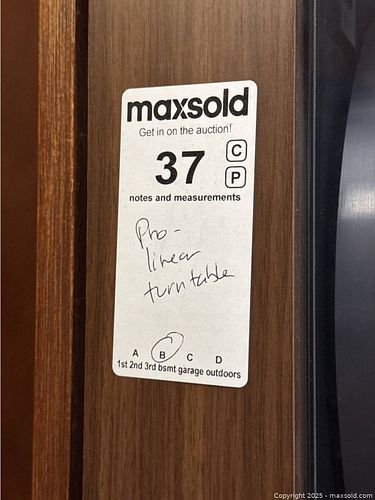 maxsold
Get in on the auction!
37 C
P
notes and measurements
Pro-
linear
turntable
A B C D
1st 2nd 3rd bsmt garage outdoors
Copyright 2025 - maxsold.com